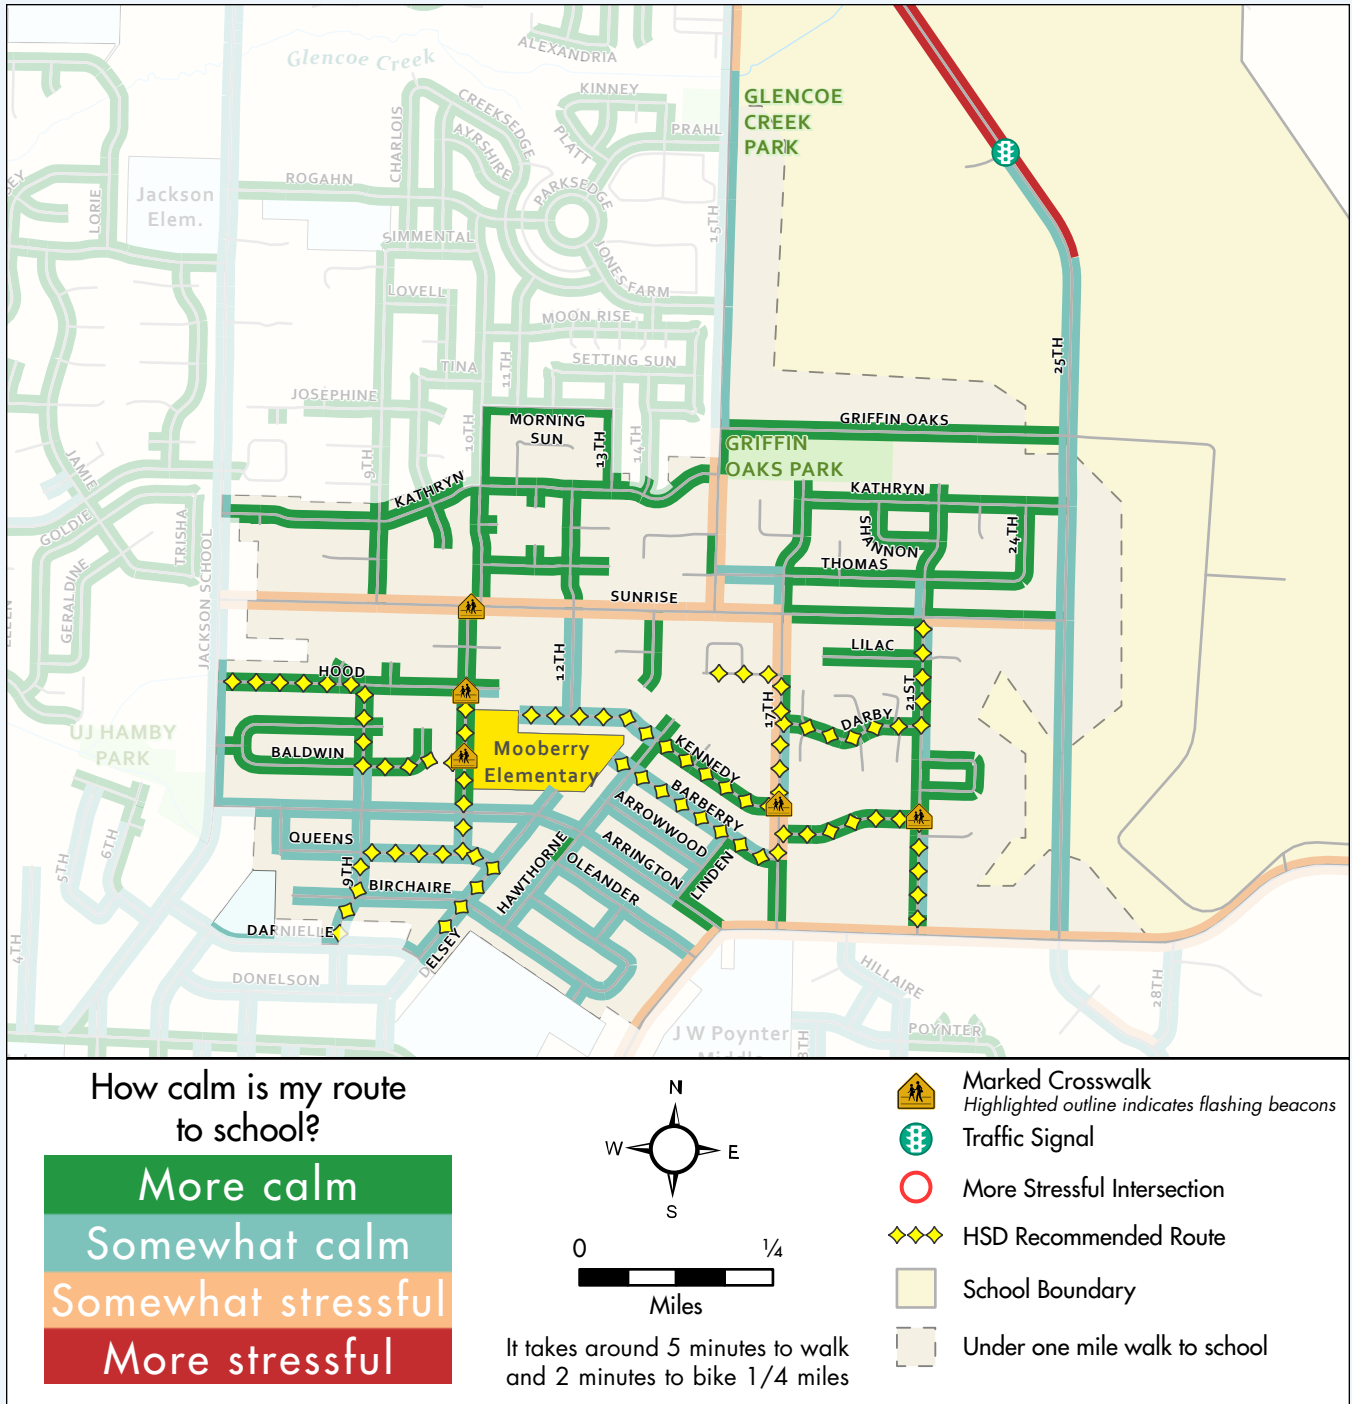 ALEXANDRIA
Glencoe Creek
KINNEY
CREEKSEDGE
GLENCOE
CREEK
PARK
CHARLOIS
AYRSHIRE
PLATT
PRAHL
ROGAHN
PARKSEDGE
LORIE
Jackson
Elem.
15TH
SIMMENTAL
JONES FARM
LOVELL
MOON RISE
SETTING SUN
TINA
11TH
25TH
JOSEPHINE
MORNING
SUN
13TH
14TH
10TH
9TH
GRIFFIN OAKS
GRIFFIN
OAKS PARK
JAMIE
KATHRYN
KATHRYN
GOLDIE
TRISHA
SHANNON
24TH
THOMAS
GERALDINE
JACKSON SCHOOL
SUNRISE
LILAC
12TH
HOOD
21ST
17TH
DARBY
UJ HAMBY
PARK
BALDWIN
Mooberry
Elementary
KENNEDY
BARBERRY
ARROWWOOD
QUEENS
6TH
5TH
9TH
BIRCHAIRE
HAWTHORNE
ARRINGTON
OLEANDER
LINDEN
4TH
DARNIELLE
DELSEY
DONELSON
HILLAIRE
28TH
J W Poynter
Middle
POYNTER
How calm is my route
to school?
More calm
Somewhat calm
Somewhat stressful
More stressful
N
W
E
S
0
¼
Miles
It takes around 5 minutes to walk
and 2 minutes to bike 1/4 miles
Marked Crosswalk
Highlighted outline indicates flashing beacons
Traffic Signal
More Stressful Intersection
HSD Recommended Route
School Boundary
Under one mile walk to school